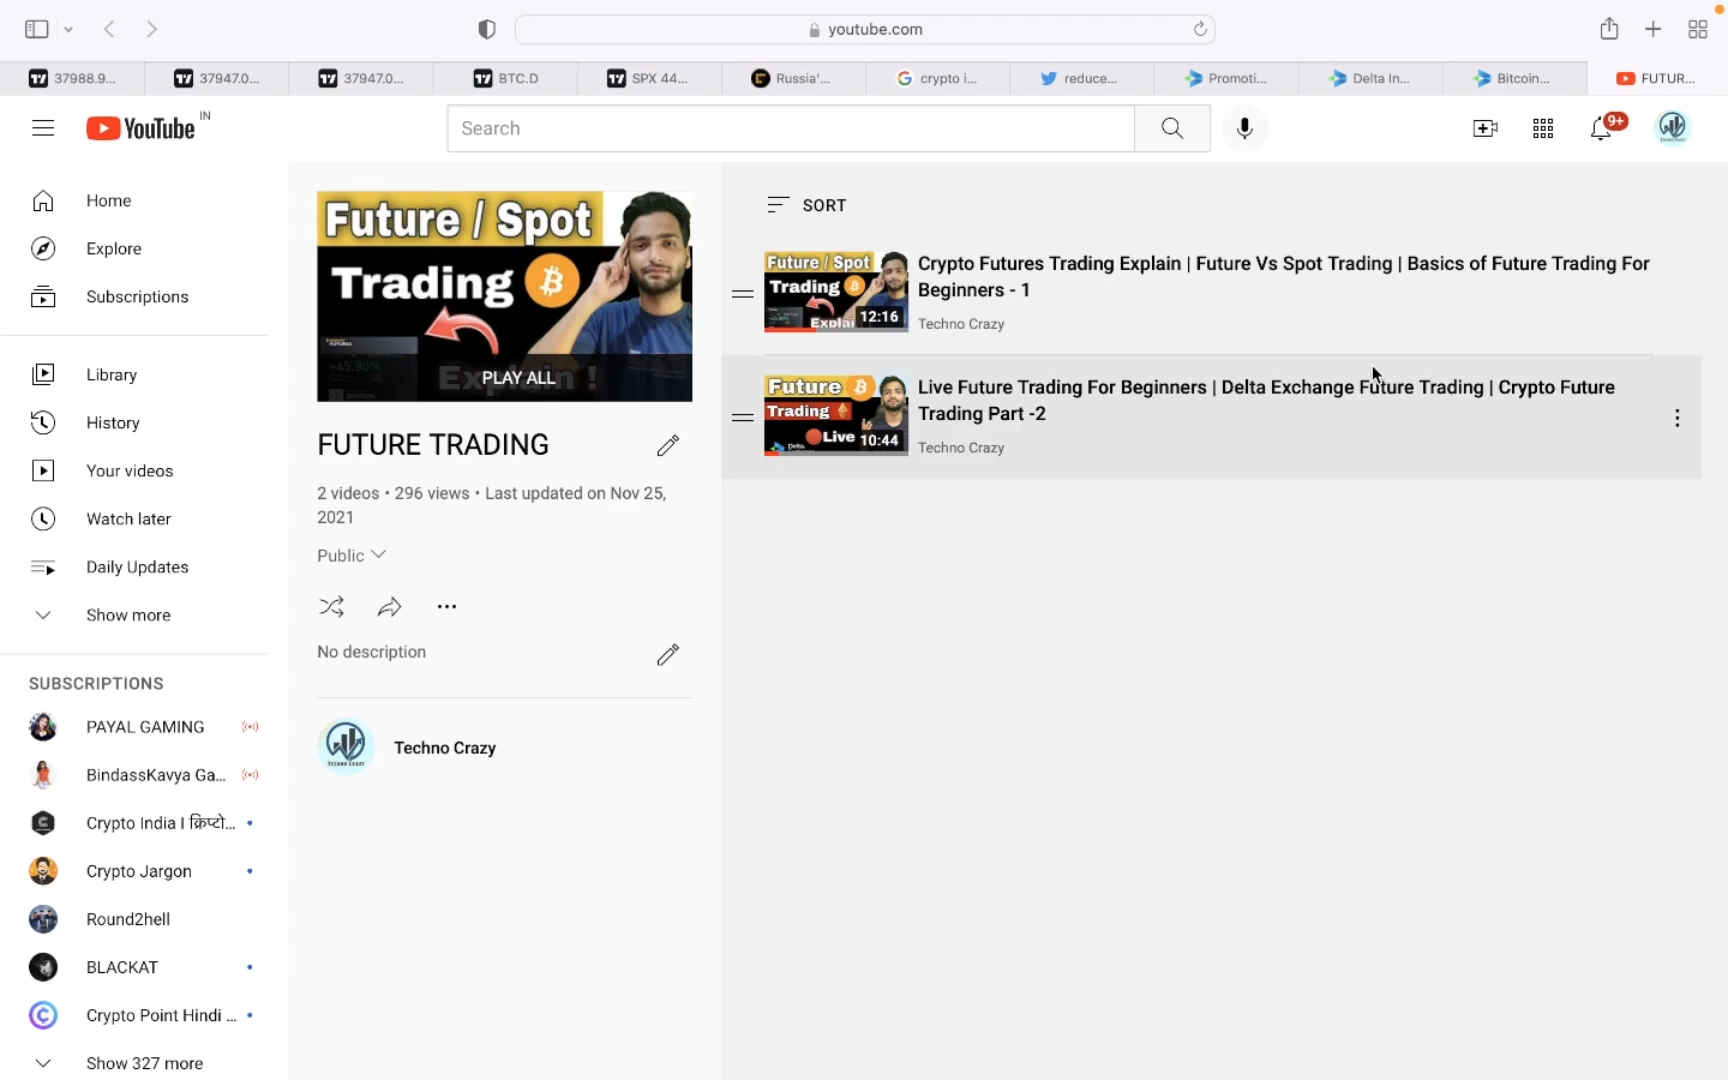 youtube.com
37988.9...
37947.0...
37947.0...
BTC.D
SPX 44...
Russia'...
crypto i...
reduce...
Promoti...
Delta In...
Bitcoin...
FUTUR...
YouTube IN
Search
9+
Home
Explore
Subscriptions
Library
History
Your videos
Watch later
Daily Updates
Show more
SUBSCRIPTIONS
PAYAL GAMING
BindassKavya Ga...
Crypto India I क्रिप्टो...
Crypto Jargon
Round2hell
BLACKAT
Crypto Point Hindi ...
Show 327 more
Future / Spot
Trading
+45.80%
Explain !
PLAY ALL
FUTURE TRADING
2 videos • 296 views • Last updated on Nov 25,
2021
Public
No description
Techno Crazy
SORT
Future / Spot
Trading
Explai
12:16
Crypto Futures Trading Explain | Future Vs Spot Trading | Basics of Future Trading For
Beginners - 1
Techno Crazy
Future
Trading
Live
Delta
10:44
Live Future Trading For Beginners | Delta Exchange Future Trading | Crypto Future
Trading Part -2
Techno Crazy